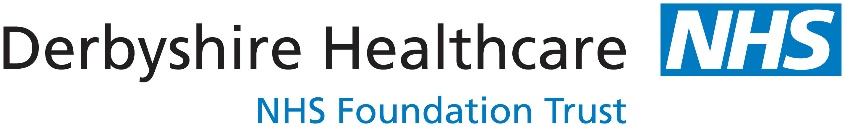 Derbyshire Healthcare NHS
NHS Foundation Trust